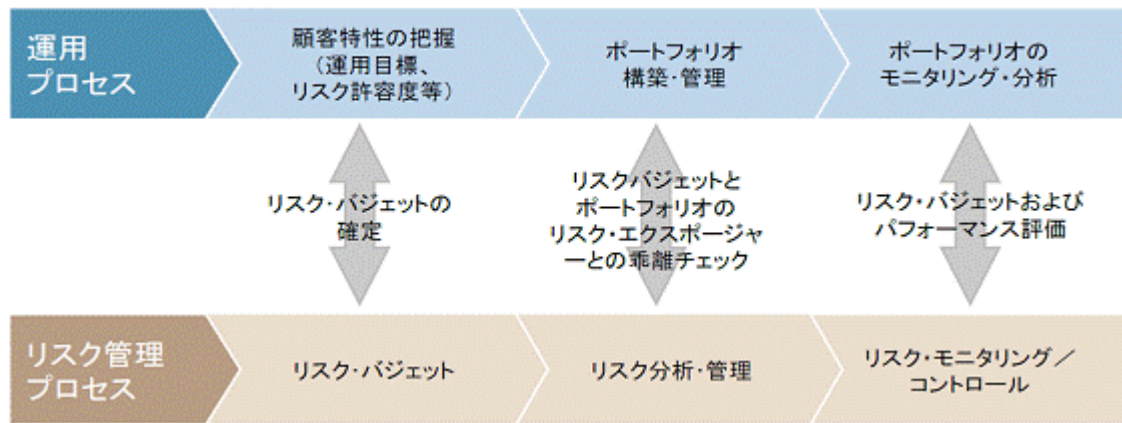 運用
プロセス
顧客特性の把握
（運用目標、
リスク許容度等）
ポートフォリオ
構築・管理
ポートフォリオの
モニタリング・分析
リスク・バジェットの
確定
リスクバジェットと
ポートフォリオの
リスク・エクスポージャ
ーとの乖離チェック
リスク・バジェットおよび
パフォーマンス評価
リスク管理
プロセス
リスク・バジェット
リスク分析・管理
リスク・モニタリング／
コントロール